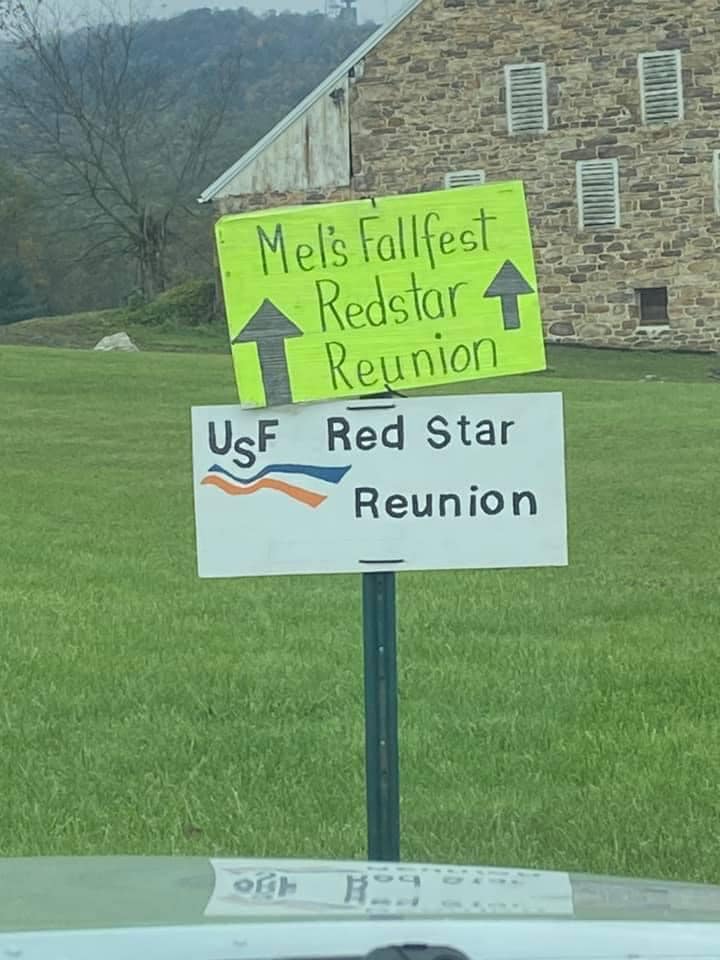 Mel's Fallfest
Redstar
Reunion
USF Red Star
Reunion